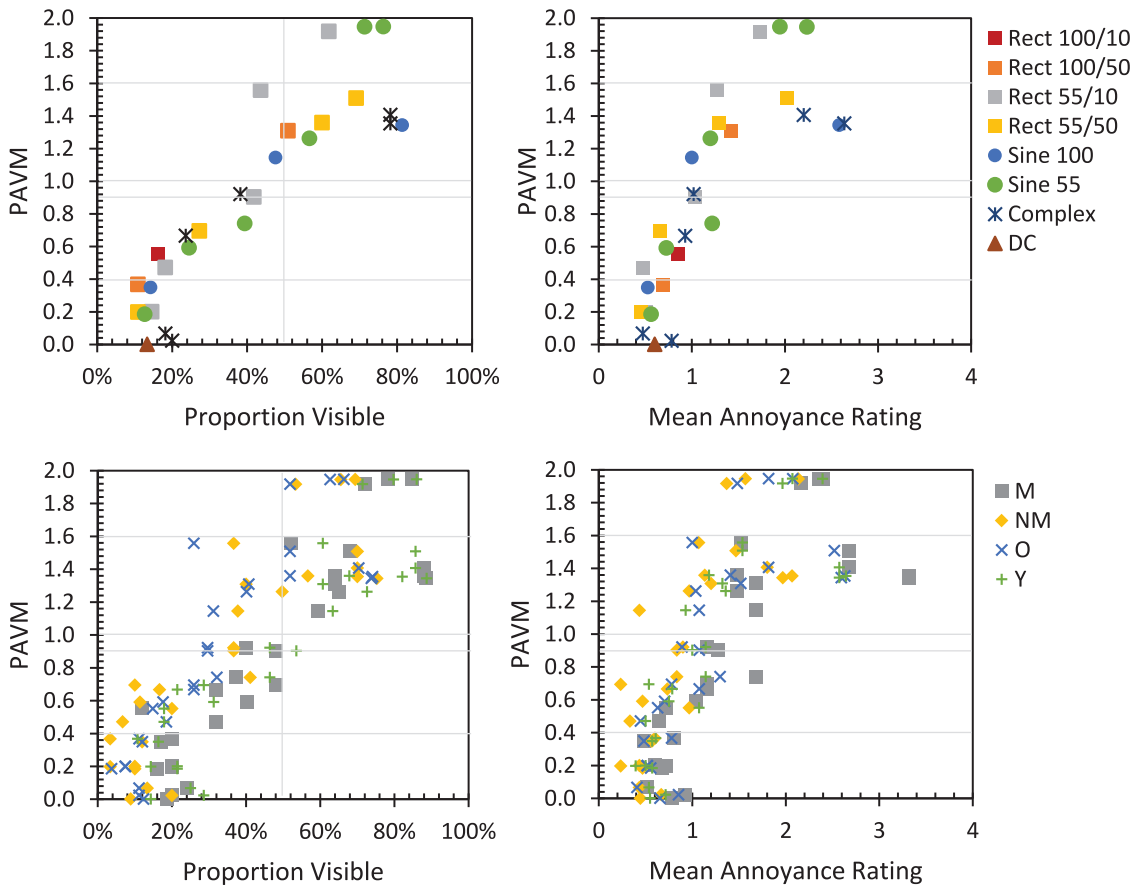 2.0
1.8
1.6
1.4
1.2
1.0
0.8
0.6
0.4
0.2
0.0
PAVM
0% 20% 40% 60% 80% 100%
Proportion Visible
2.0
1.8
1.6
1.4
1.2
1.0
0.8
0.6
0.4
0.2
0.0
PAVM
0 1 2 3 4
Mean Annoyance Rating
Rect 100/10
Rect 100/50
Rect 55/10
Rect 55/50
Sine 100
Sine 55
Complex
DC
2.0
1.8
1.6
1.4
1.2
1.0
0.8
0.6
0.4
0.2
0.0
PAVM
0% 20% 40% 60% 80% 100%
Proportion Visible
2.0
1.8
1.6
1.4
1.2
1.0
0.8
0.6
0.4
0.2
0.0
PAVM
0 1 2 3 4
Mean Annoyance Rating
M
NM
O
Y